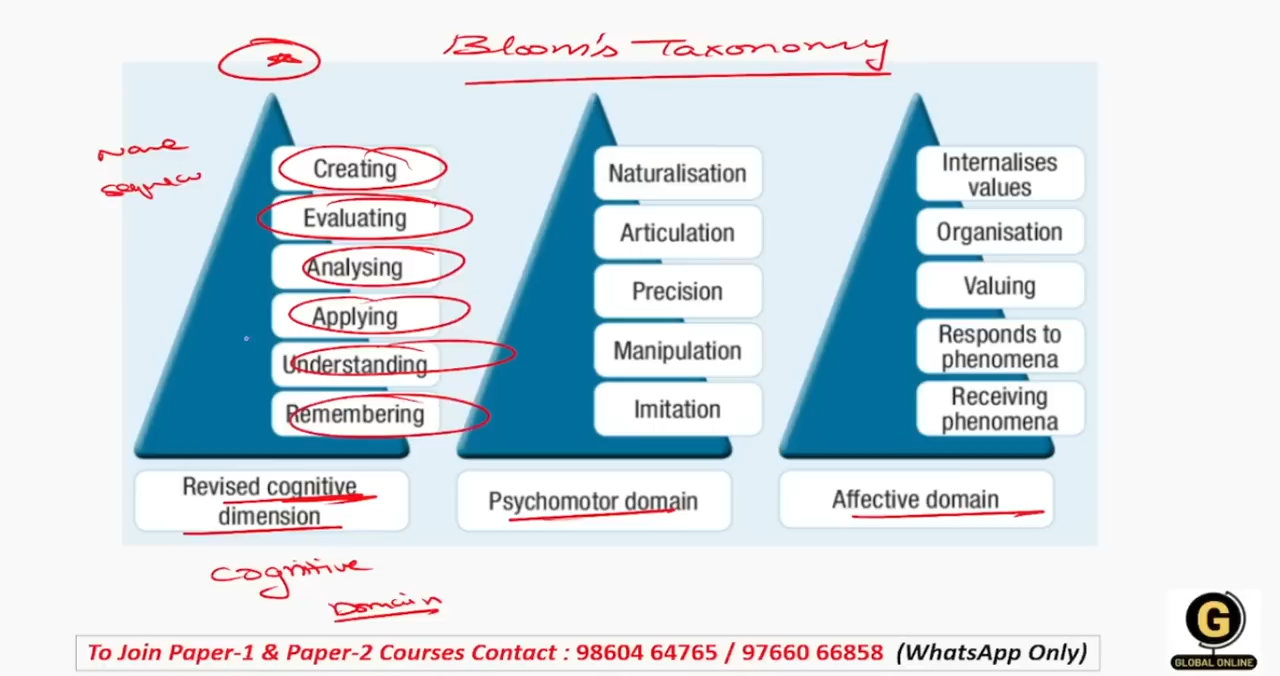 Bloom's Taxonomy
Name
Creating
Evaluating
Analysing
Applying
Understanding
Remembering
Revised cognitive
dimension
Cognitive
Domain
Naturalisation
Articulation
Precision
Manipulation
Imitation
Psychomotor domain
Internalises
values
Organisation
Valuing
Responds to
phenomena
Receiving
phenomena
Affective domain
To Join Paper-1 & Paper-2 Courses Contact : 98604 64765 / 97660 66858 (WhatsApp Only)
G
GLOBAL ONLINE